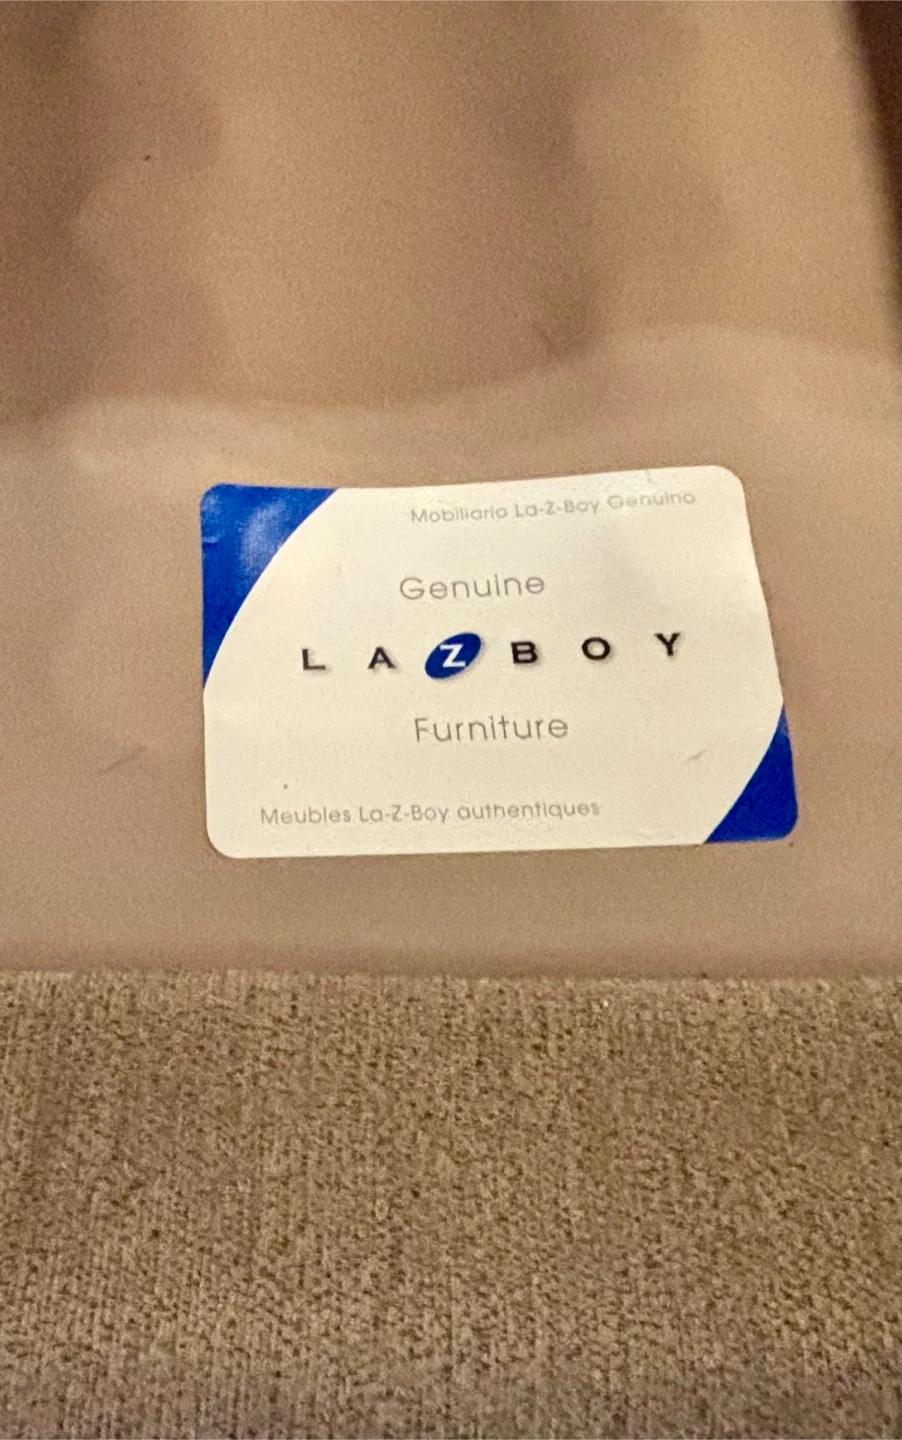 Mobiliario La-Z-Boy Genuino
Genuine
LAZBOY
Furniture
Meubles La-Z-Boy authentiques